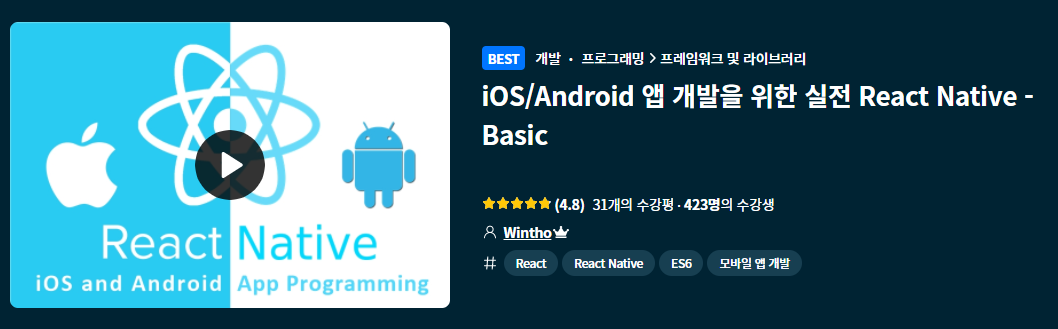 React Native
iOS and Android App Programming
BEST 개발 · 프로그래밍 > 프레임워크 및 라이브러리
iOS/Android 앱 개발을 위한 실전 React Native -
Basic
(4.8) 31개의 수강평 · 423명의 수강생
Wintho
# React React Native ES6 모바일 앱 개발